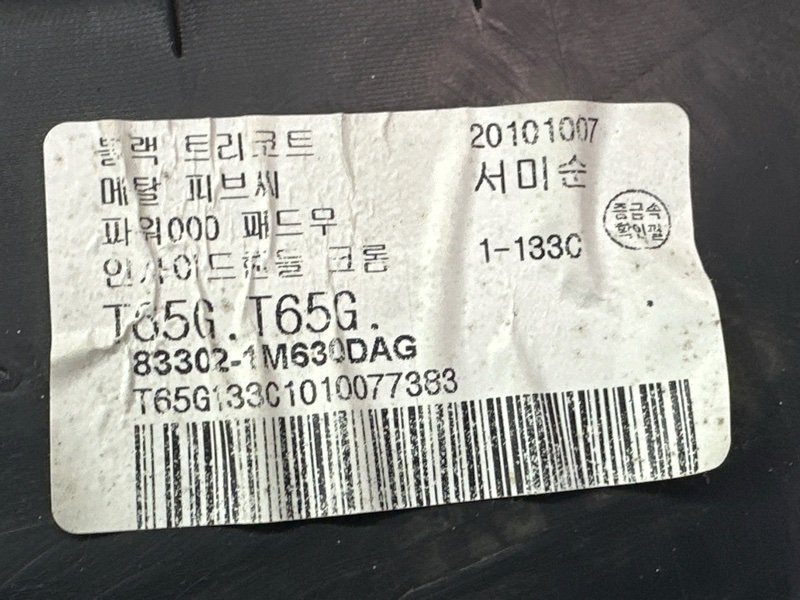 블랙 트리코트
20101007
메탈 피브씨
서미순
파워000 패드무
중금속
확인필
인사이드핸들 크롬
1-133C
T65G. T65G.
83302-1M630DAG
T65G133C1010077383